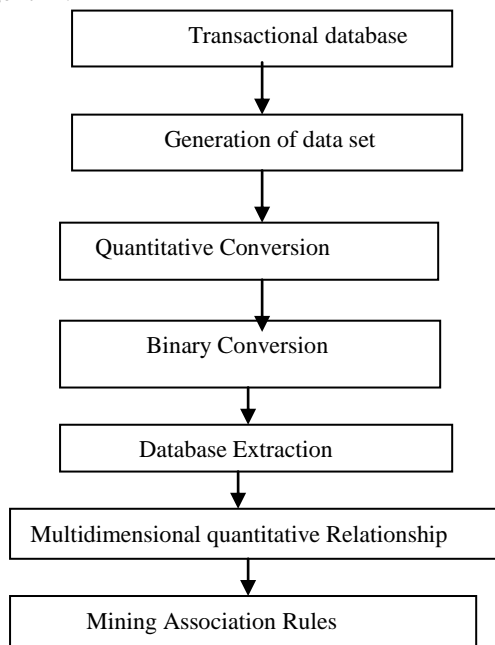 Transactional database
Generation of data set
Quantitative Conversion
Binary Conversion
Database Extraction
Multidimensional quantitative Relationship
Mining Association Rules